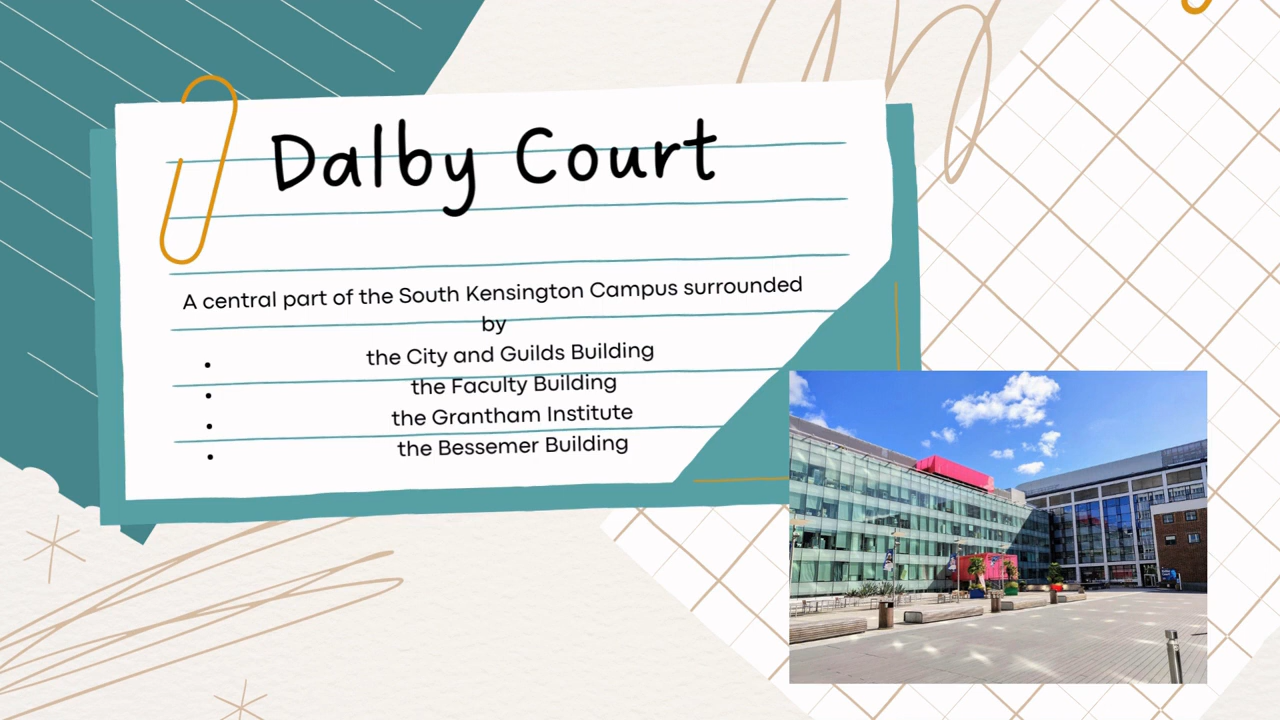 Dalby Court
A central part of the South Kensington Campus surrounded
by
• the City and Guilds Building
• the Faculty Building
• the Grantham Institute
• the Bessemer Building